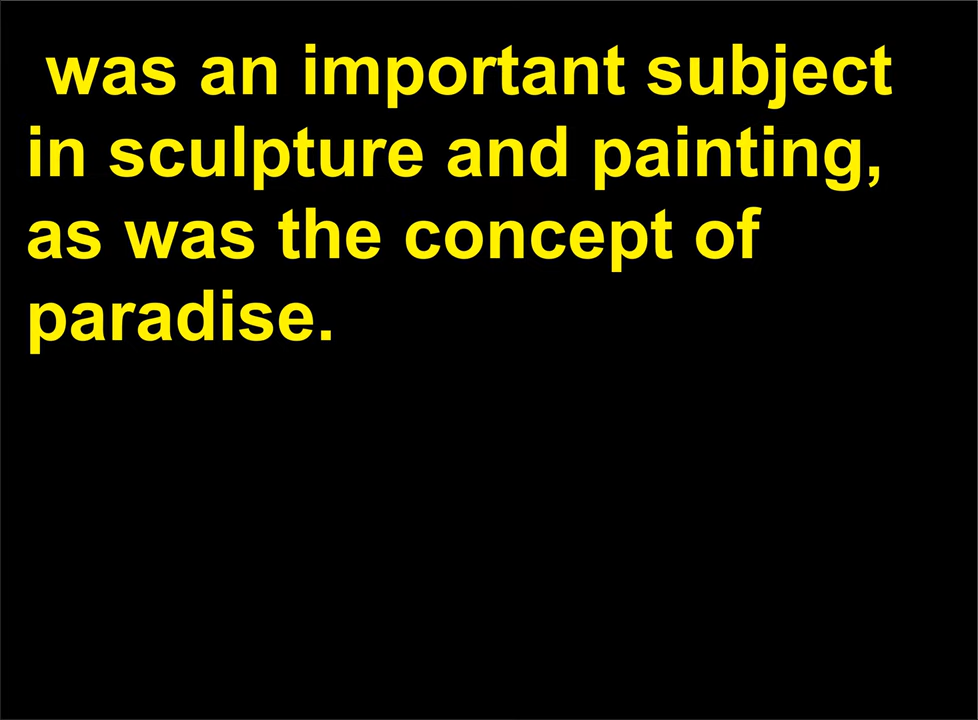 was an important subject
in sculpture and painting,
as was the concept of
paradise.